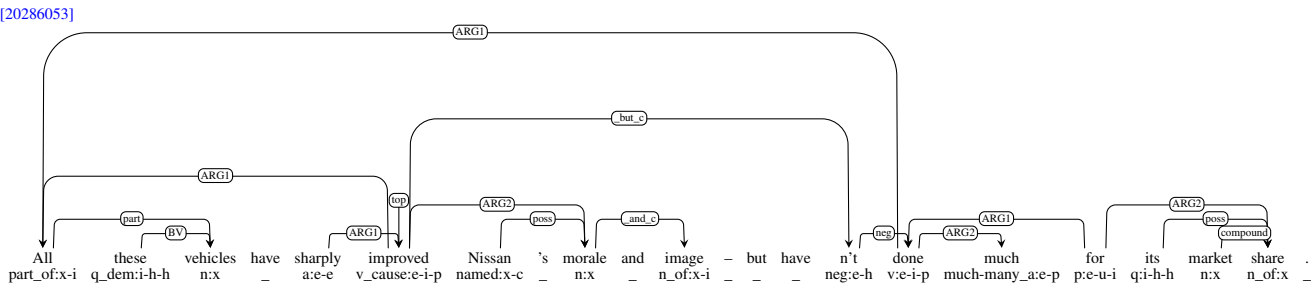 [20286053]
ARG1
_but_c
ARG1
top
ARG2 ARG2
part poss _and_c ARG1 poss
BV ARG1 neg ARG2 compound
All these vehicles have sharply improved Nissan 's morale and image – but have n't done much for its market share .
part_of:x-i q_dem:i-h-h n:x _ a:e-e v_cause:e-i-p named:x-c _ n:x _ n_of:x-i _ _ _ neg:e-h v:e-i-p much-many_a:e-p p:e-u-i q:i-h-h n:x n_of:x _